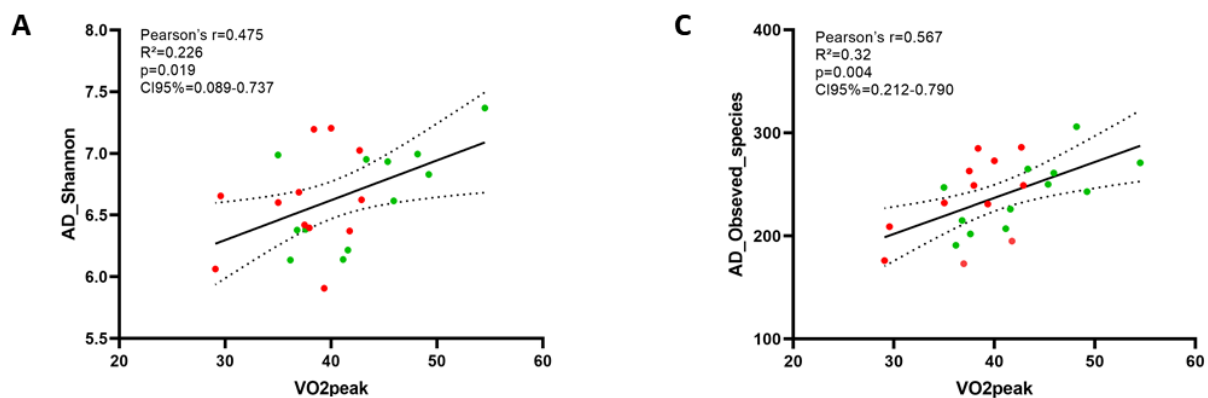 A
Pearson's r=0.475
R²=0.226
p=0.019
CI95%=0.089-0.737
8.0
7.5
7.0
6.5
6.0
5.5
AD_Shannon
20
30
40
50
60
VO2peak
C
Pearson's r=0.567
R²=0.32
p=0.004
CI95%=0.212-0.790
400
300
200
100
AD_Obseved_species
20
30
40
50
60
VO2peak